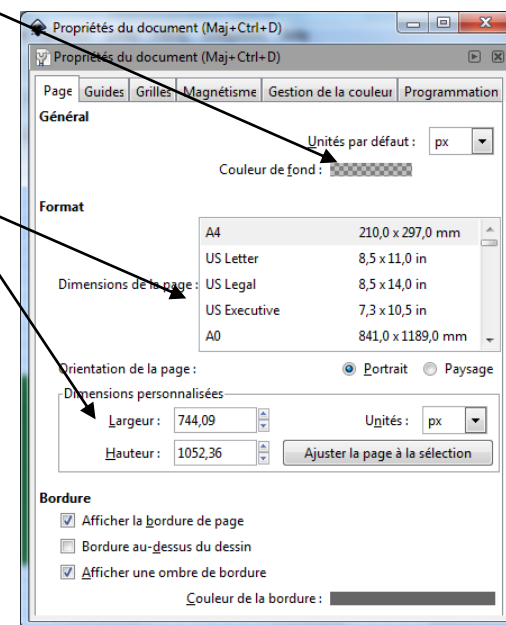 Propriétés du document (Maj+Ctrl+D)
Propriétés du document (Maj+Ctrl+D)
Page Guides Grilles Magnétisme Gestion de la couleur Programmation
Général
Unités par défaut : px
Couleur de fond :
Format
A4 210,0 x 297,0 mm
US Letter 8,5 x 11,0 in
Dimensions de la page : US Legal 8,5 x 14,0 in
US Executive 7,3 x 10,5 in
A0 841,0 x 1189,0 mm
Orientation de la page : Portrait Paysage
Dimensions personnalisées
Largeur : 744,09 Unités : px
Hauteur : 1052,36 Ajuster la page à la sélection
Bordure
Afficher la bordure de page
Bordure au-dessus du dessin
Afficher une ombre de bordure
Couleur de la bordure :